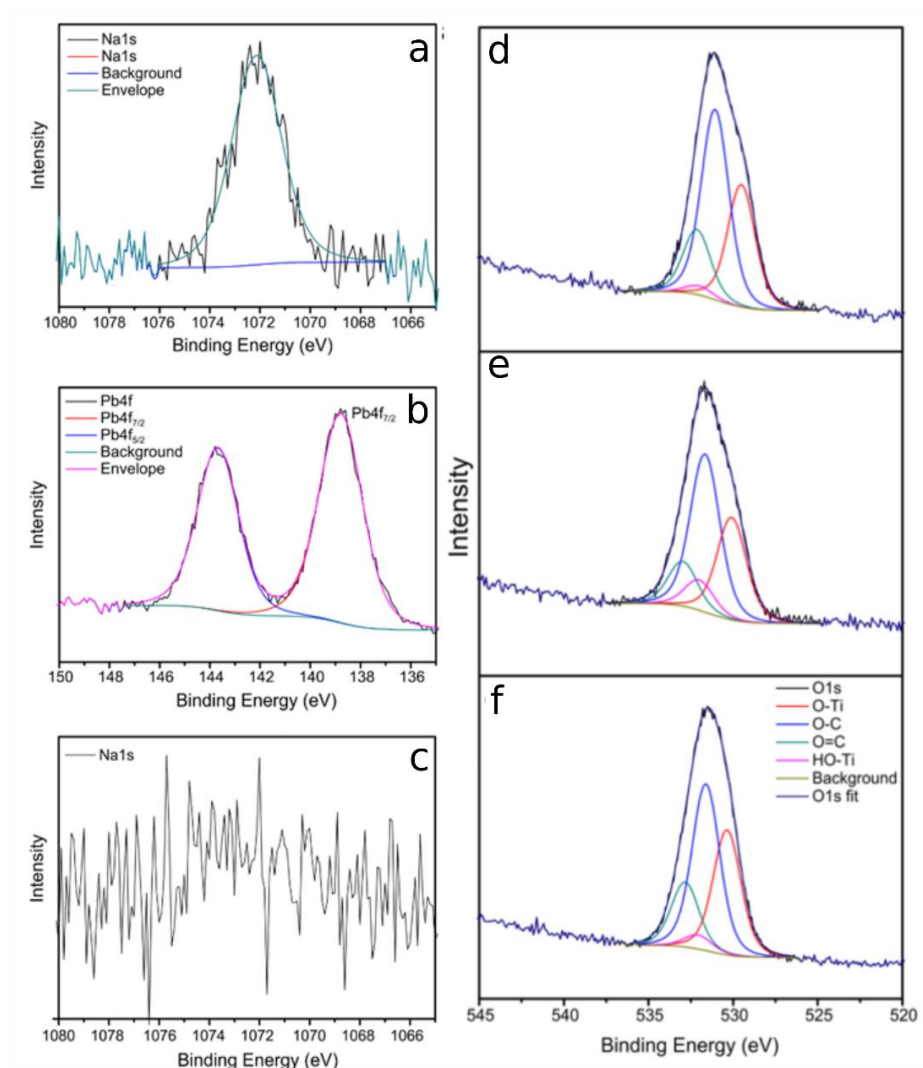 a
Na1s
Na1s
Background
Envelope
Intensity
1080 1078 1076 1074 1072 1070 1068 1066
Binding Energy (eV)
b
Pb4f
Pb4f7/2
Pb4f5/2
Background
Envelope
Pb4f7/2
Intensity
150 148 146 144 142 140 138 136
Binding Energy (eV)
c
Na1s
Intensity
1080 1078 1076 1074 1072 1070 1068 1066
Binding Energy (eV)
d
e
Intensity
f
O1s
O-Ti
O-C
O=C
HO-Ti
Background
O1s fit
545 540 535 530 525 520
Binding Energy (eV)